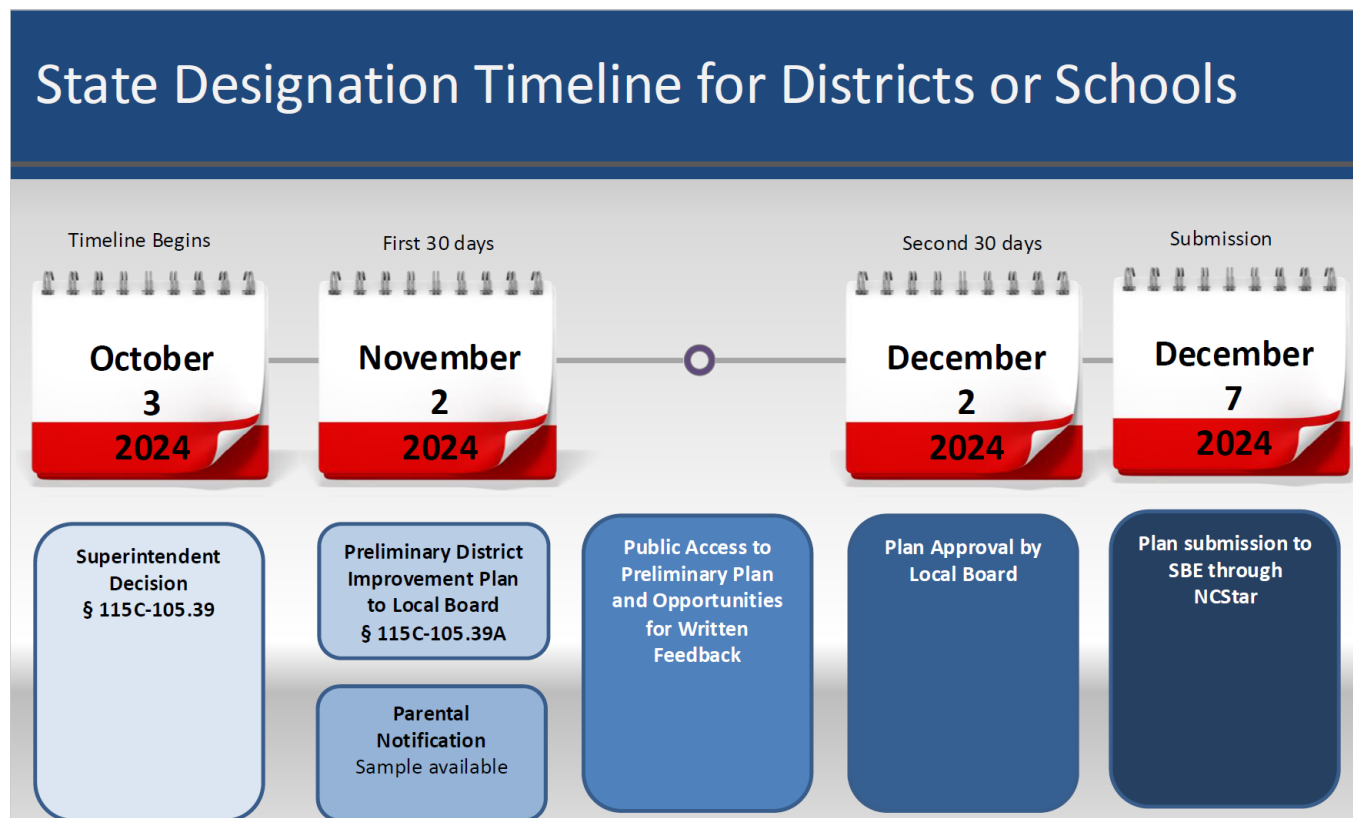 State Designation Timeline for Districts or Schools
Timeline Begins
October
3
2024
Superintendent
Decision
§ 115C-105.39
First 30 days
November
2
2024
Preliminary District
Improvement Plan
to Local Board
§ 115C-105.39A
Parental
Notification
Sample available
Public Access to
Preliminary Plan
and Opportunities
for Written
Feedback
Second 30 days
December
2
2024
Plan Approval by
Local Board
Submission
December
7
2024
Plan submission to
SBE through
NCStar